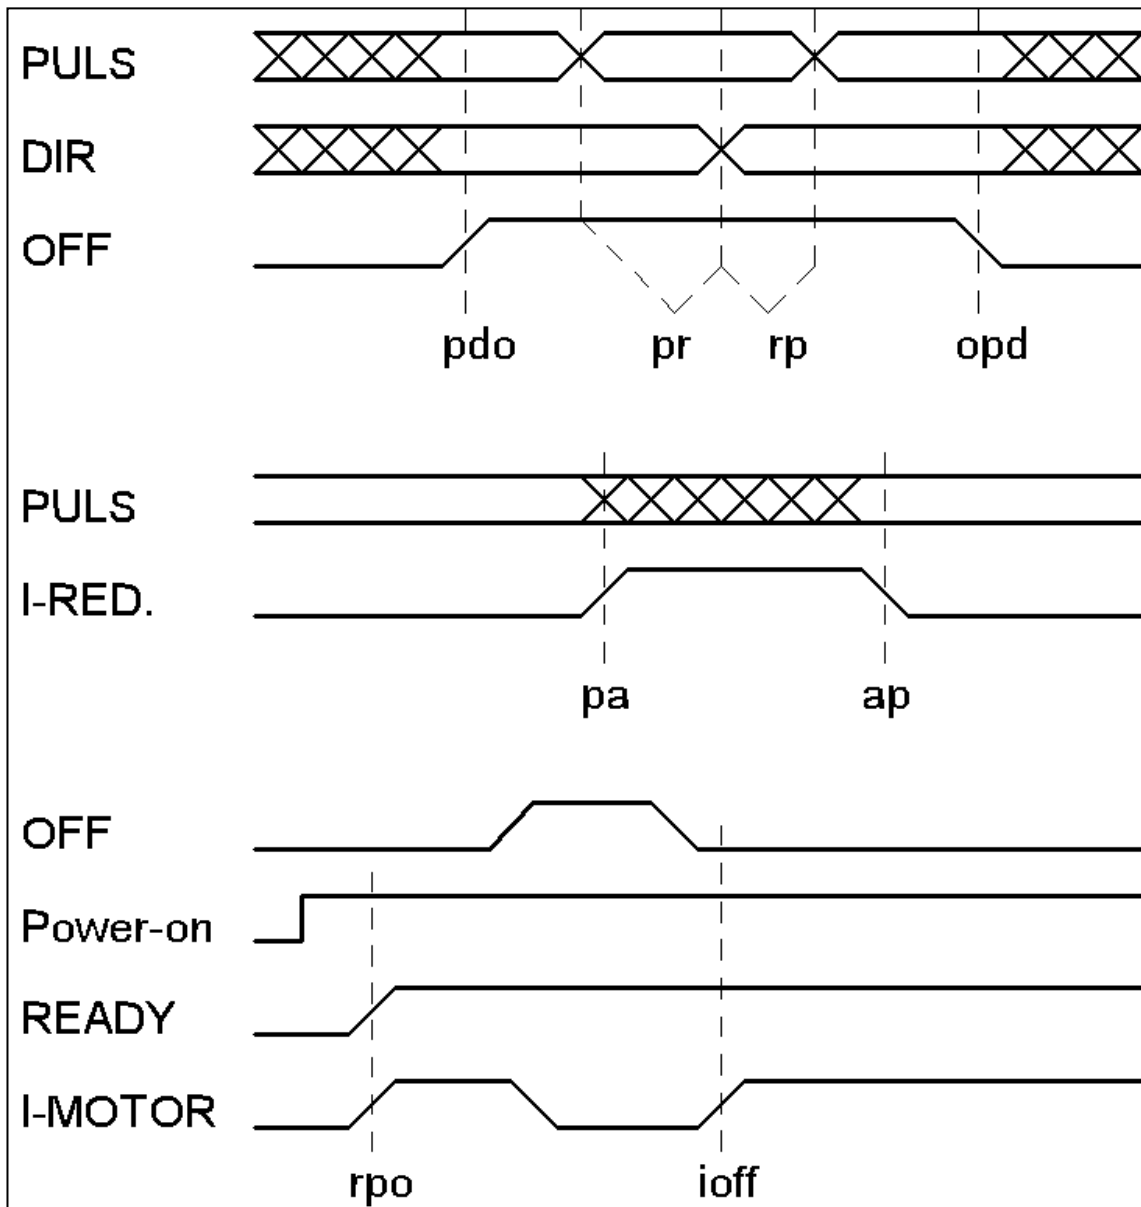 PULS
DIR
OFF
pdo pr rp opd
PULS
I-RED.
pa ap
OFF
Power-on
READY
I-MOTOR
rpo ioff